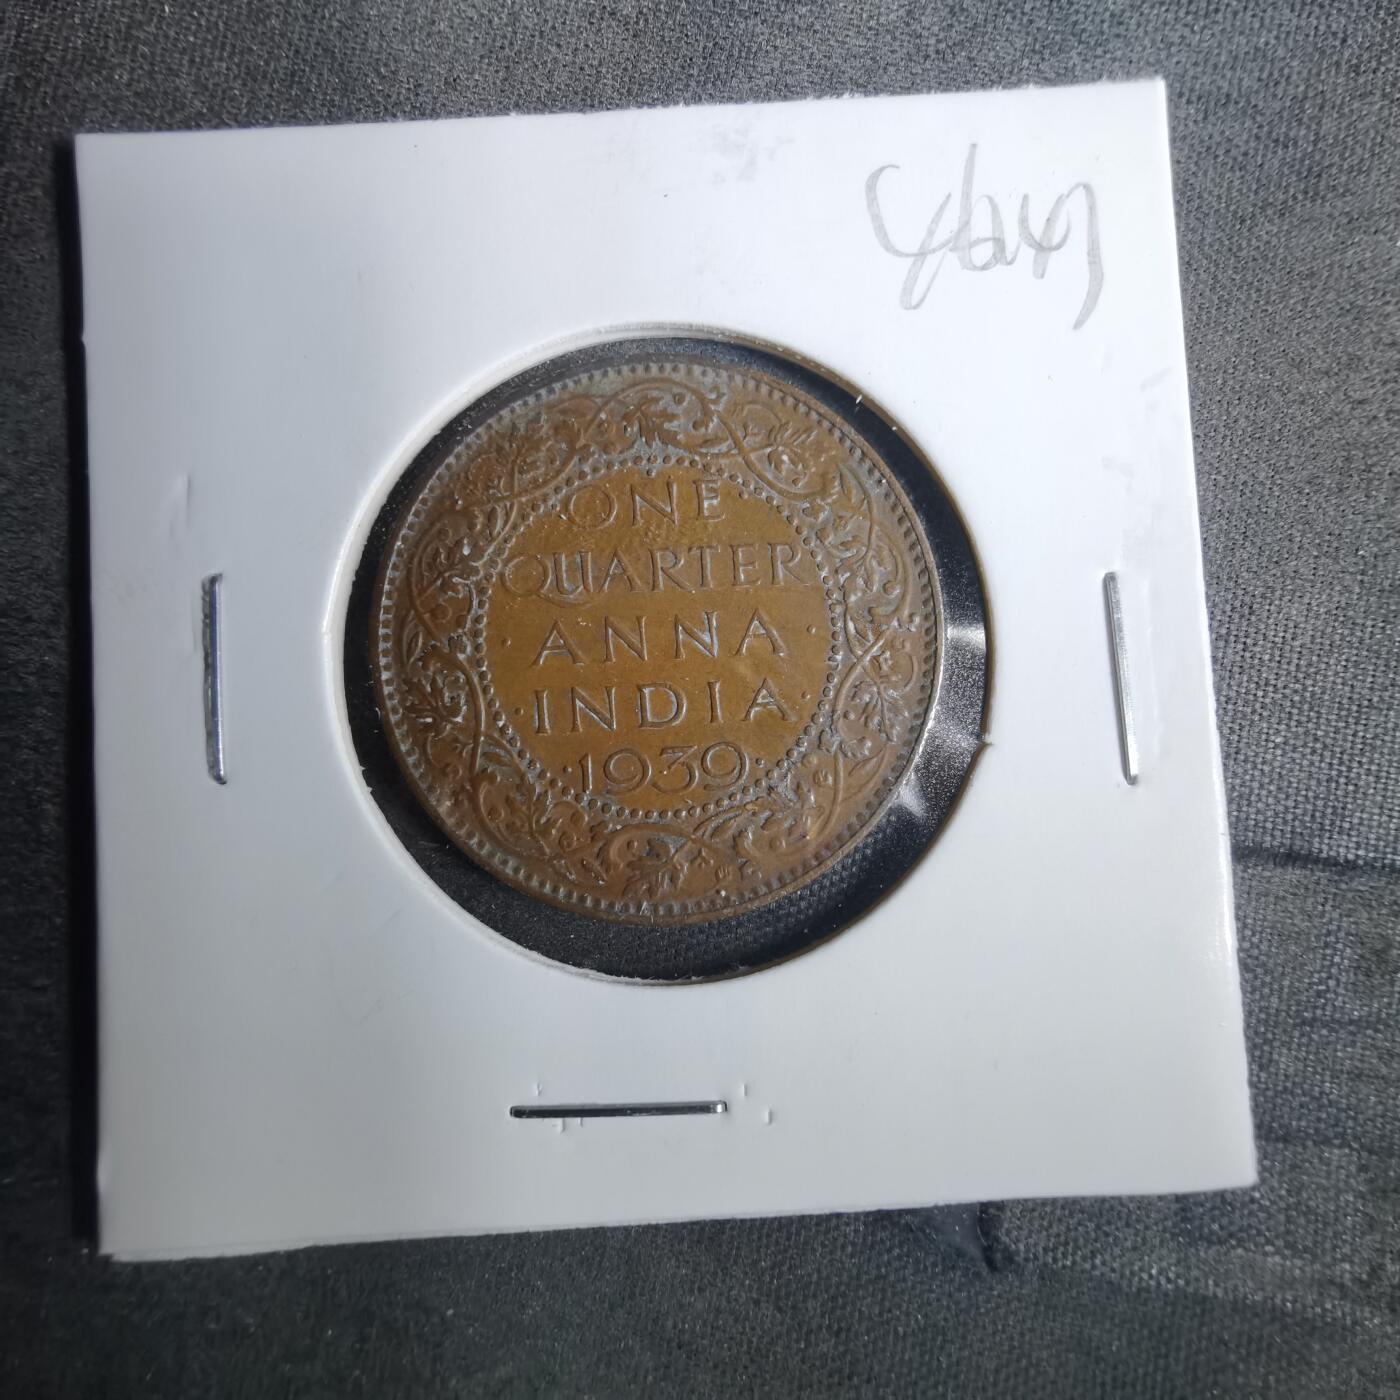 ONE
QUARTER
· ANNA ·
· INDIA ·
· 1939 ·